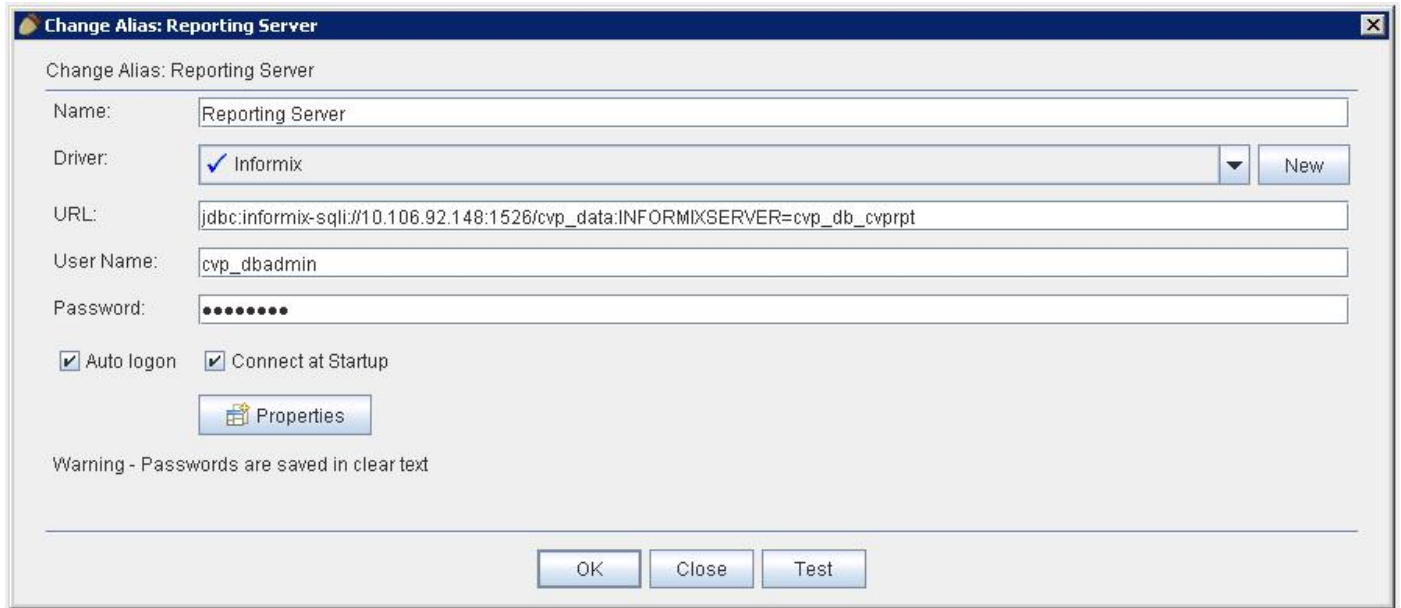 Change Alias: Reporting Server
Change Alias: Reporting Server
Name: Reporting Server
Driver: Informix New
URL: jdbc:informix-sqli://10.106.92.148:1526/cvp_data:INFORMIXSERVER=cvp_db_cvprpt
User Name: cvp_dbadmin
Password: ••••••••
Auto logon Connect at Startup
Properties
Warning - Passwords are saved in clear text
OK Close Test